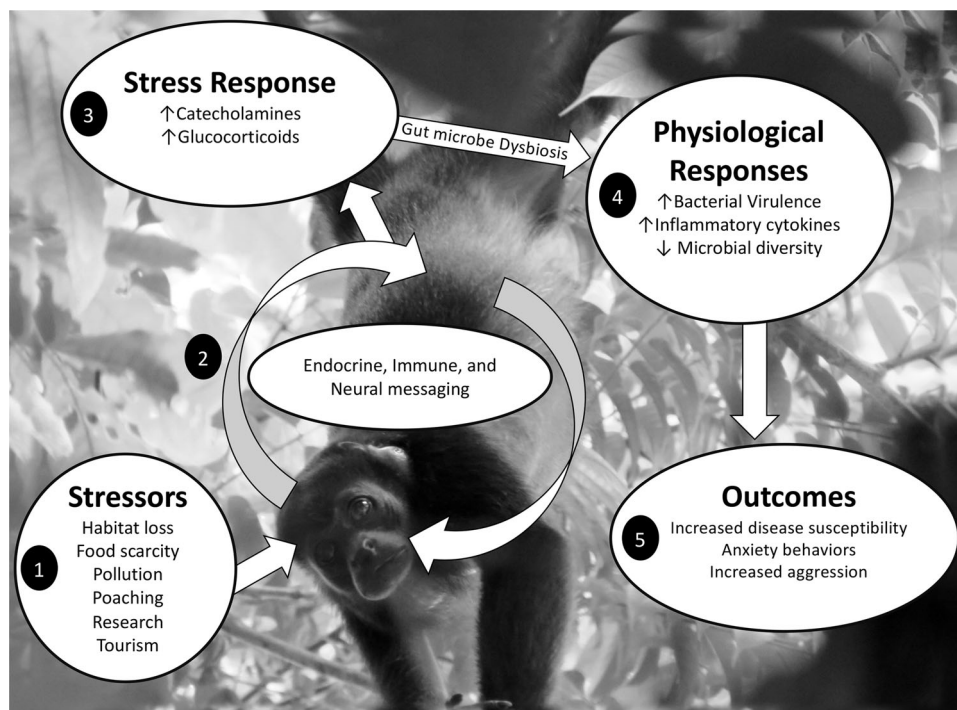 1
Stressors
Habitat loss
Food scarcity
Pollution
Poaching
Research
Tourism
2
Endocrine, Immune, and
Neural messaging
3
Stress Response
↑Catecholamines
↑Glucocorticoids
Gut microbe Dysbiosis
4
Physiological
Responses
↑Bacterial Virulence
↑Inflammatory cytokines
↓ Microbial diversity
5
Outcomes
Increased disease susceptibility
Anxiety behaviors
Increased aggression